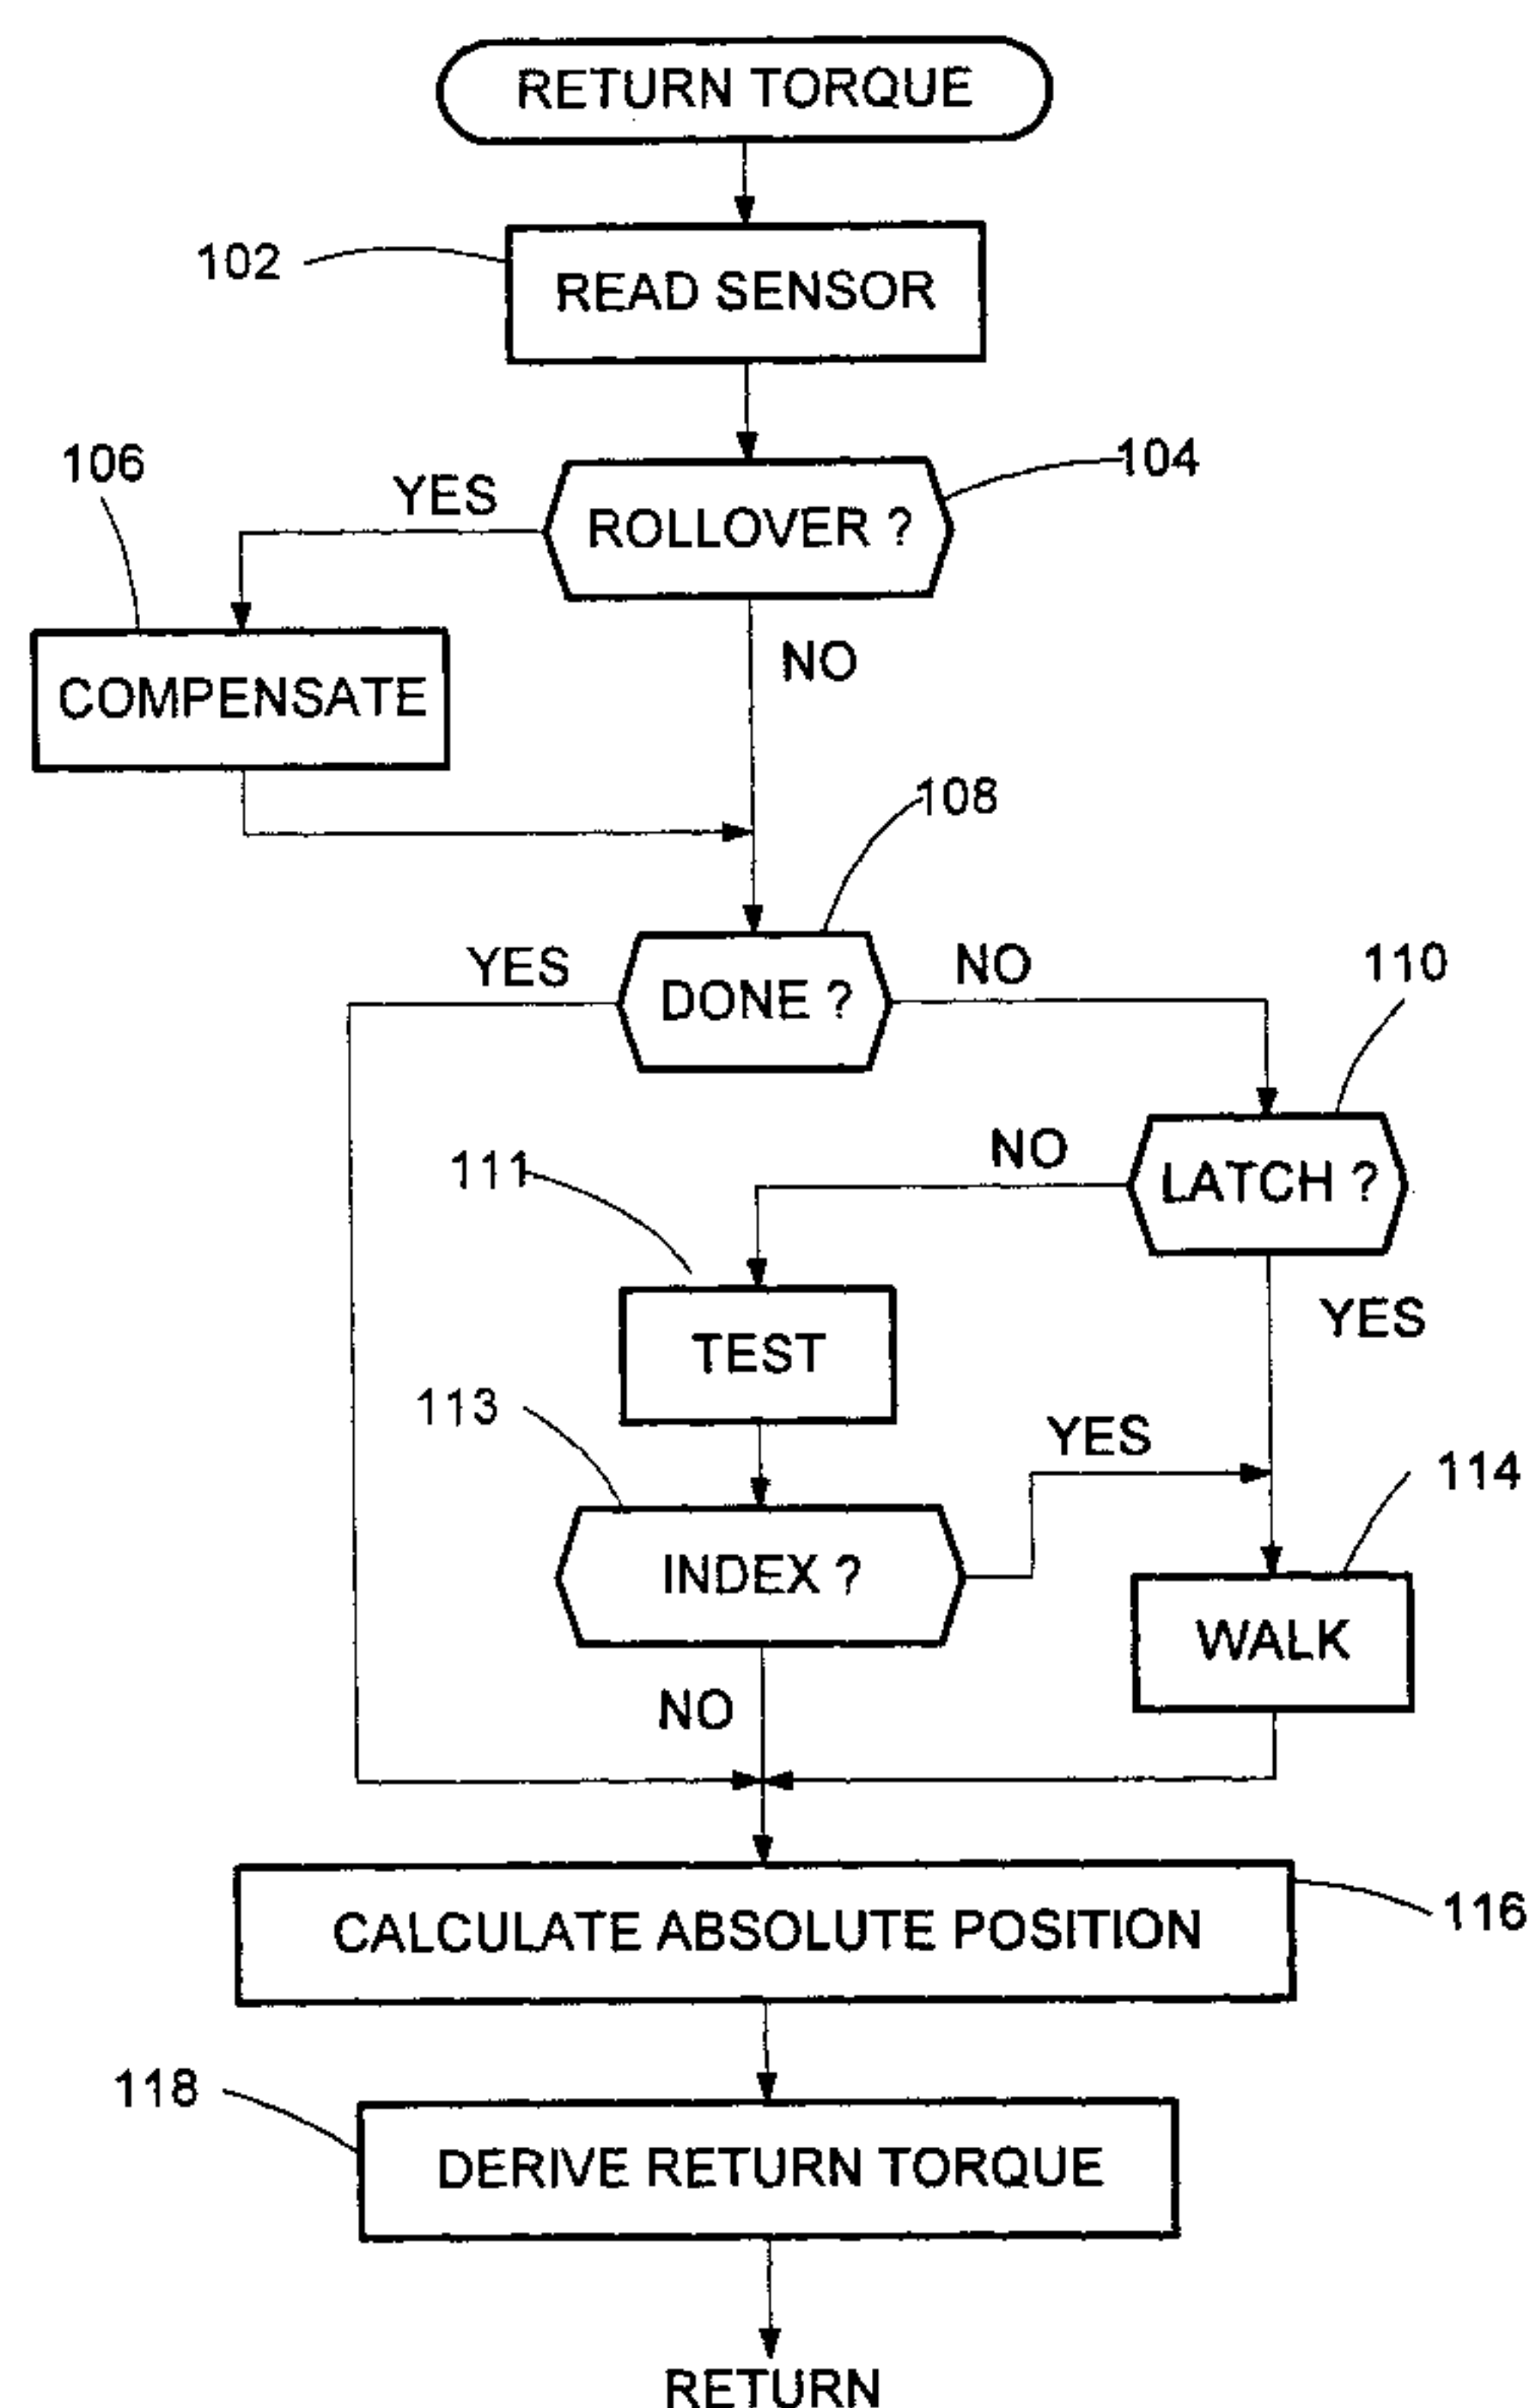 RETURN TORQUE
102
READ SENSOR
106
YES
104
ROLLOVER ?
NO
COMPENSATE
108
YES
NO
110
DONE ?
NO
111
LATCH ?
YES
TEST
113
YES
114
INDEX ?
WALK
NO
CALCULATE ABSOLUTE POSITION
116
118
DERIVE RETURN TORQUE
RETURN